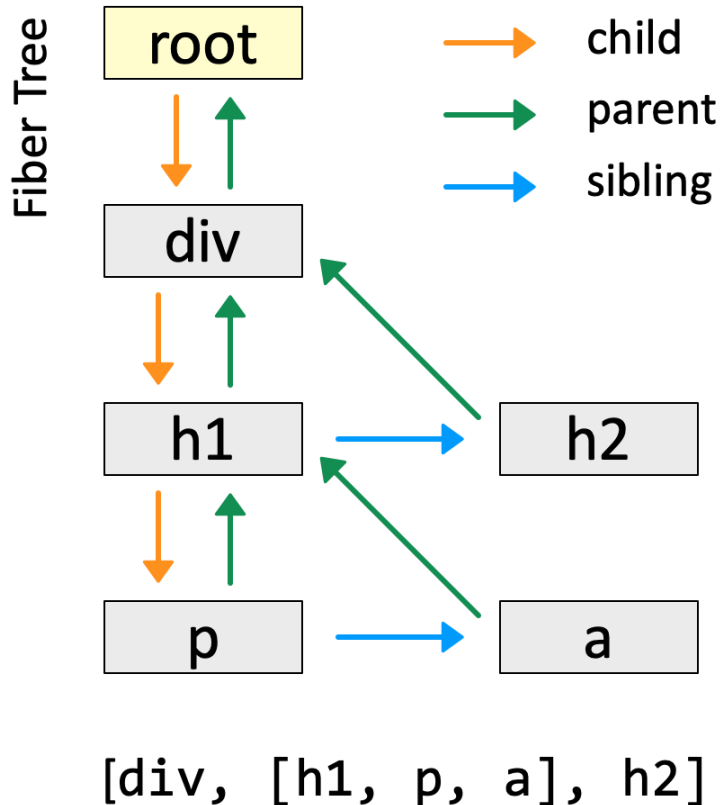 Fiber Tree
root
child
parent
sibling
div
h1
h2
p
a
[div, [h1, p, a], h2]